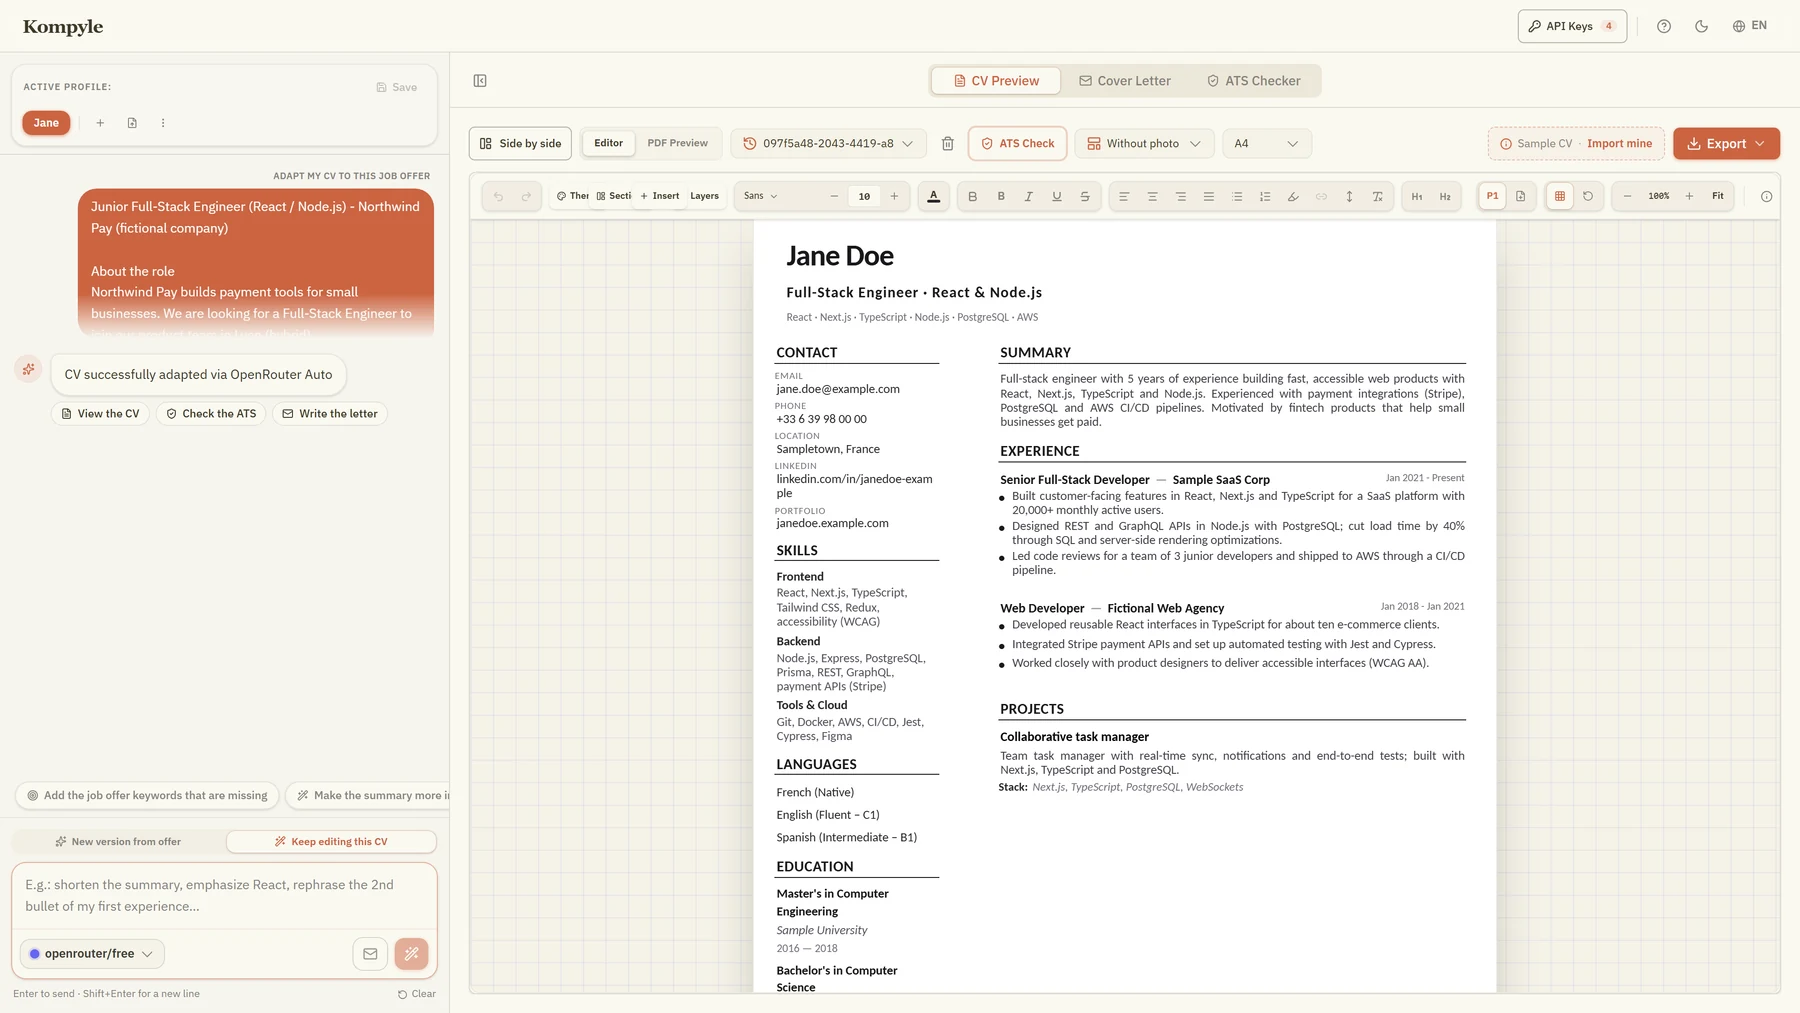 Kompyle
API Keys 4
EN
ACTIVE PROFILE:
Save
Jane
CV Preview
Cover Letter
ATS Checker
Side by side
Editor
PDF Preview
097f5a48-2043-4419-a8
ATS Check
Without photo
A4
Sample CV · Import mine
Export
ADAPT MY CV TO THIS JOB OFFER
Junior Full-Stack Engineer (React / Node.js) - Northwind
Pay (fictional company)
About the role
Northwind Pay builds payment tools for small
businesses. We are looking for a Full-Stack Engineer to
CV successfully adapted via OpenRouter Auto
View the CV
Check the ATS
Write the letter
Add the job offer keywords that are missing
Make the summary more
New version from offer
Keep editing this CV
E.g.: shorten the summary, emphasize React, rephrase the 2nd
bullet of my first experience...
openrouter/free
Enter to send · Shift+Enter for a new line
Clear
Ther
Secti
Insert
Layers
Sans
10
A
B
B
I
U
S
H1
H2
P1
100%
Fit
Jane Doe
Full-Stack Engineer · React & Node.js
React · Next.js · TypeScript · Node.js · PostgreSQL · AWS
CONTACT
EMAIL
jane.doe@example.com
PHONE
+33 6 39 98 00 00
LOCATION
Sampletown, France
LINKEDIN
linkedin.com/in/janedoe-exam
ple
PORTFOLIO
janedoe.example.com
SKILLS
Frontend
React, Next.js, TypeScript,
Tailwind CSS, Redux,
accessibility (WCAG)
Backend
Node.js, Express, PostgreSQL,
Prisma, REST, GraphQL,
payment APIs (Stripe)
Tools & Cloud
Git, Docker, AWS, CI/CD, Jest,
Cypress, Figma
LANGUAGES
French (Native)
English (Fluent – C1)
Spanish (Intermediate – B1)
EDUCATION
Master's in Computer
Engineering
Sample University
2016 — 2018
Bachelor's in Computer
Science
SUMMARY
Full-stack engineer with 5 years of experience building fast, accessible web products with
React, Next.js, TypeScript and Node.js. Experienced with payment integrations (Stripe),
PostgreSQL and AWS CI/CD pipelines. Motivated by fintech products that help small
businesses get paid.
EXPERIENCE
Senior Full-Stack Developer — Sample SaaS Corp
Jan 2021 - Present
● Built customer-facing features in React, Next.js and TypeScript for a SaaS platform with
20,000+ monthly active users.
● Designed REST and GraphQL APIs in Node.js with PostgreSQL; cut load time by 40%
through SQL and server-side rendering optimizations.
● Led code reviews for a team of 3 junior developers and shipped to AWS through a CI/CD
pipeline.
Web Developer — Fictional Web Agency
Jan 2018 - Jan 2021
● Developed reusable React interfaces in TypeScript for about ten e-commerce clients.
● Integrated Stripe payment APIs and set up automated testing with Jest and Cypress.
● Worked closely with product designers to deliver accessible interfaces (WCAG AA).
PROJECTS
Collaborative task manager
Team task manager with real-time sync, notifications and end-to-end tests; built with
Next.js, TypeScript and PostgreSQL.
Stack: Next.js, TypeScript, PostgreSQL, WebSockets